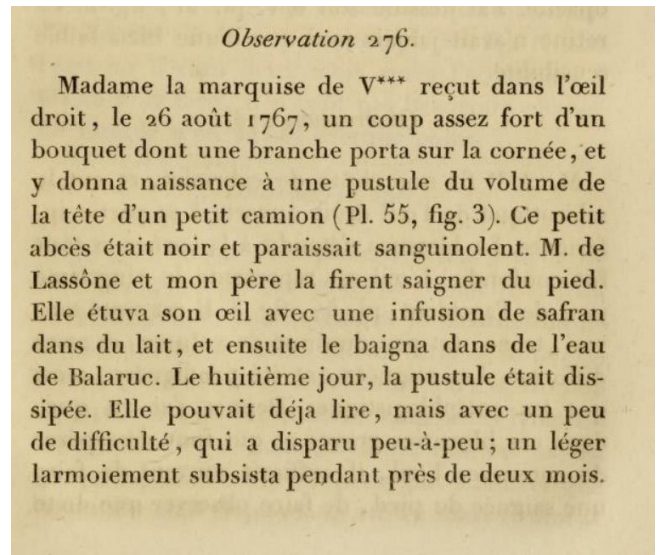 Observation 276.
Madame la marquise de V*** reçut dans l'œil
droit, le 26 août 1767, un coup assez fort d'un
bouquet dont une branche porta sur la cornée, et
y donna naissance à une pustule du volume de
la tête d'un petit camion (Pl. 55, fig. 3). Ce petit
abcès était noir et paraissait sanguinolent. M. de
Lassône et mon père la firent saigner du pied.
Elle étuva son œil avec une infusion de safran
dans du lait, et ensuite le baigna dans de l'eau
de Balaruc. Le huitième jour, la pustule était dis-
sipée. Elle pouvait déja lire, mais avec un peu
de difficulté, qui a disparu peu-à-peu; un léger
larmoiement subsista pendant près de deux mois.